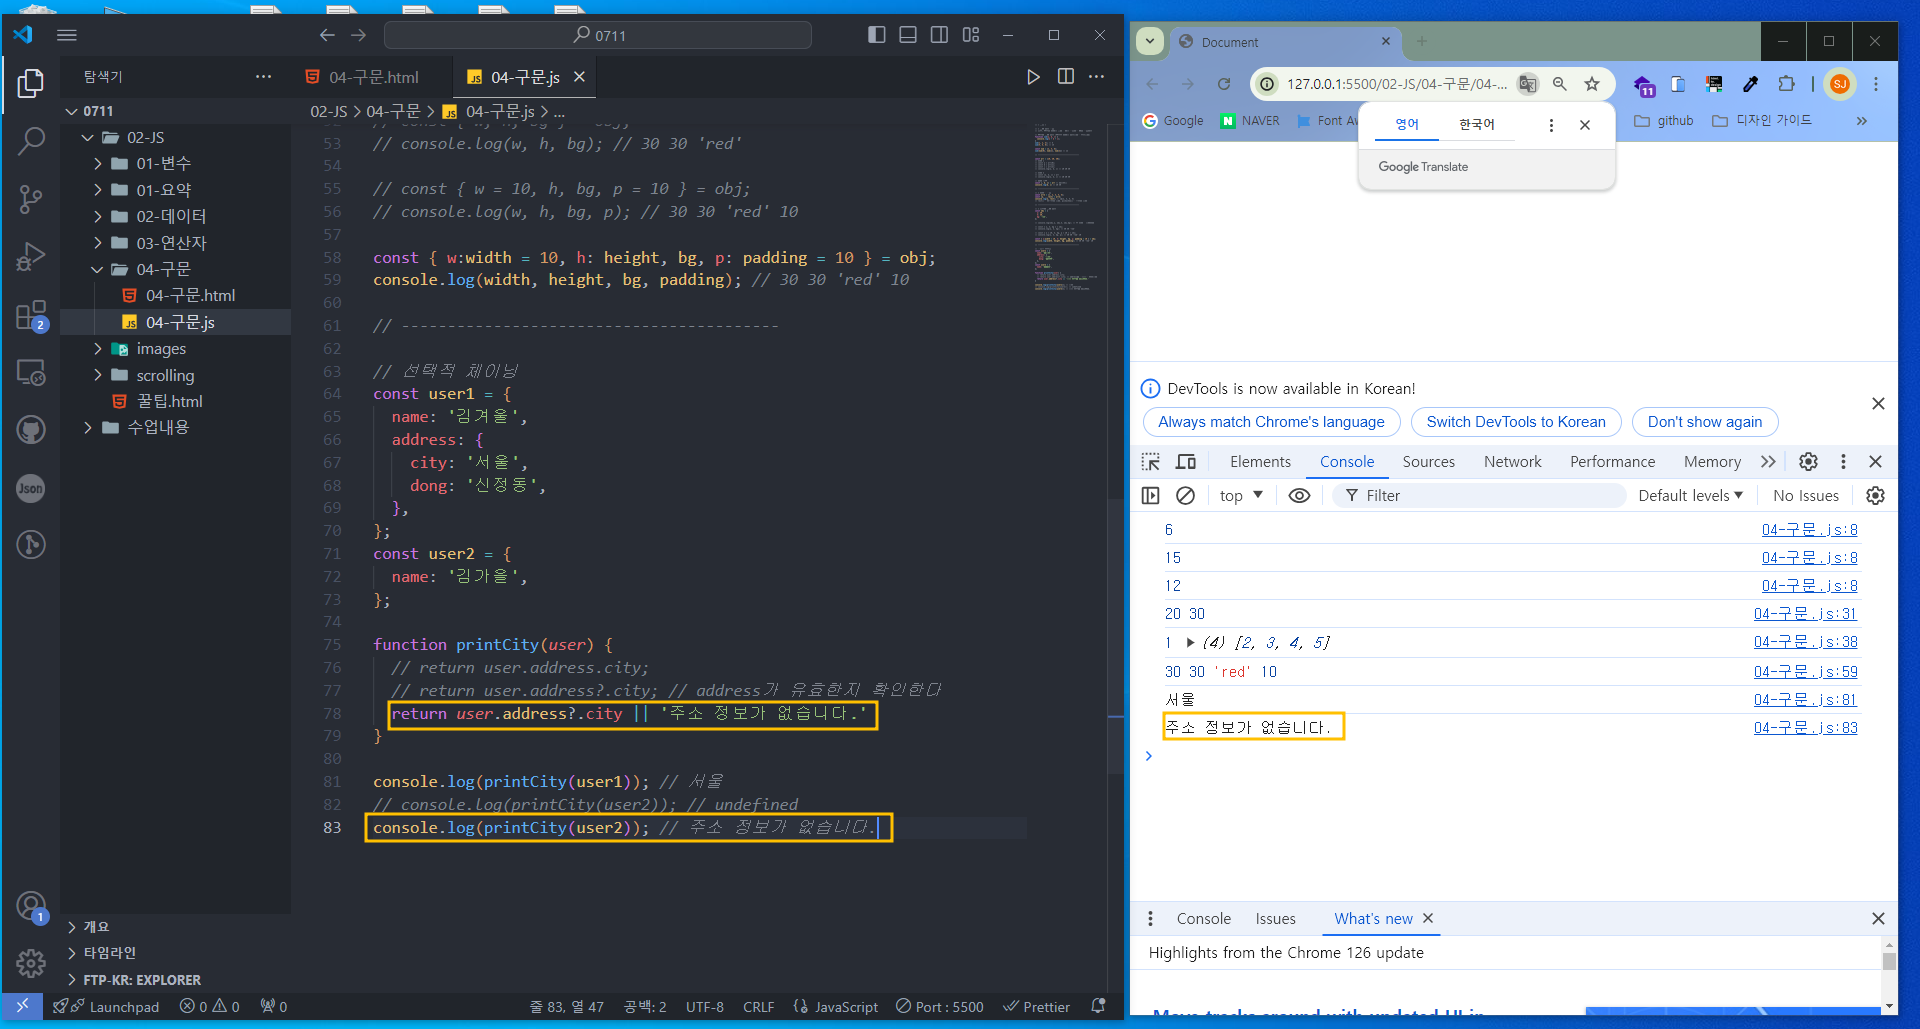 0711
탐색기
04-구문.html
04-구문.js
0711
02-JS > 04-구문 > 04-구문.js > ...
02-JS
01-변수
01-요약
02-데이터
03-연산자
04-구문
04-구문.html
04-구문.js
images
scrolling
꿀팁.html
수업내용
2
Json
1
개요
타임라인
FTP-KR: EXPLORER
53 // console.log(w, h, bg); // 30 30 'red'
54
55 // const { w = 10, h, bg, p = 10 } = obj;
56 // console.log(w, h, bg, p); // 30 30 'red' 10
57
58 const { w:width = 10, h: height, bg, p: padding = 10 } = obj;
59 console.log(width, height, bg, padding); // 30 30 'red' 10
60
61 // -----------------------------------------
62
63 // 선택적 체이닝
64 const user1 = {
65 name: '김겨울',
66 address: {
67 city: '서울',
68 dong: '신정동',
69 },
70 };
71 const user2 = {
72 name: '김가을',
73 };
74
75 function printCity(user) {
76 // return user.address.city;
77 // return user.address?.city; // address가 유효한지 확인한다
78 return user.address?.city || '주소 정보가 없습니다.'
79 }
80
81 console.log(printCity(user1)); // 서울
82 // console.log(printCity(user2)); // undefined
83 console.log(printCity(user2)); // 주소 정보가 없습니다.
Launchpad 0 0 0 줄 83, 열 47 공백: 2 UTF-8 CRLF JavaScript Port : 5500 Prettier
Document
127.0.0.1:5500/02-JS/04-구문/04-...
11
SJ
Google NAVER Font Aw github 디자인 가이드
영어 한국어
Google Translate
DevTools is now available in Korean!
Always match Chrome's language Switch DevTools to Korean Don't show again
Elements Console Sources Network Performance Memory
top Filter Default levels No Issues
6 04-구문.js:8
15 04-구문.js:8
12 04-구문.js:8
20 30 04-구문.js:31
1 (4) [2, 3, 4, 5] 04-구문.js:38
30 30 'red' 10 04-구문.js:59
서울 04-구문.js:81
주소 정보가 없습니다. 04-구문.js:83
Console Issues What's new
Highlights from the Chrome 126 update